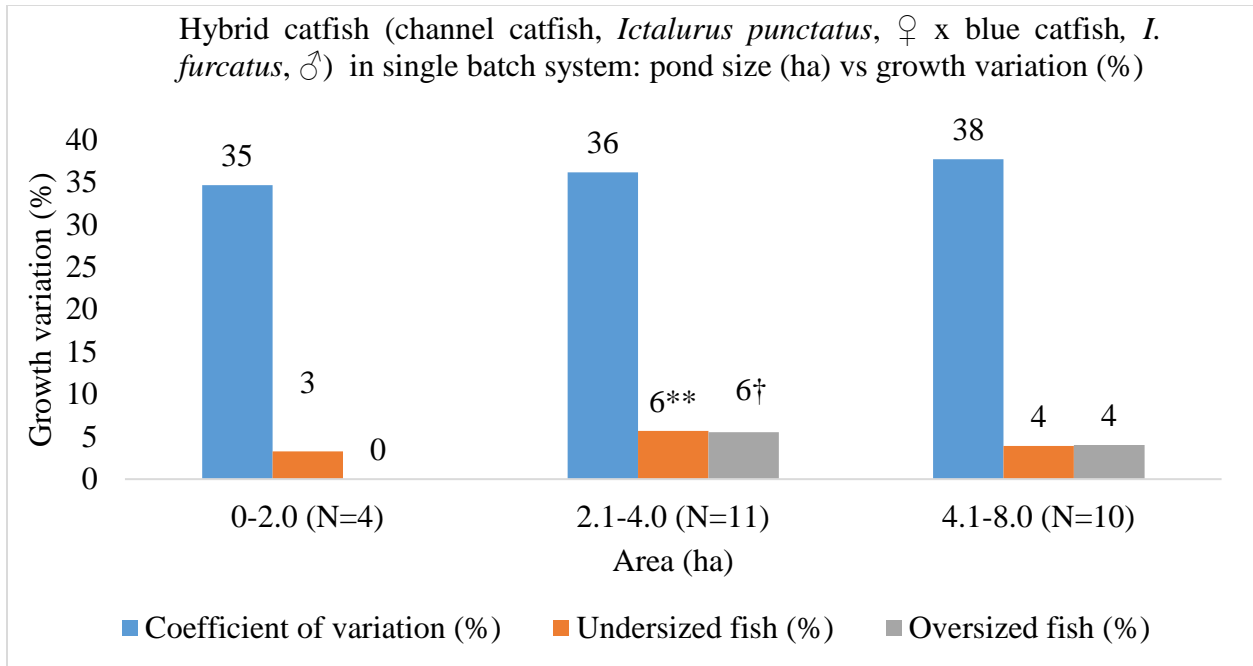 Hybrid catfish (channel catfish, Ictalurus punctatus, ♀ x blue catfish, I.
furcatus, ♂) in single batch system: pond size (ha) vs growth variation (%)
Growth variation (%)
40
35
30
25
20
15
10
5
0
35
3
0
36
6**
6†
38
4
4
0-2.0 (N=4)
2.1-4.0 (N=11)
4.1-8.0 (N=10)
Area (ha)
Coefficient of variation (%)
Undersized fish (%)
Oversized fish (%)